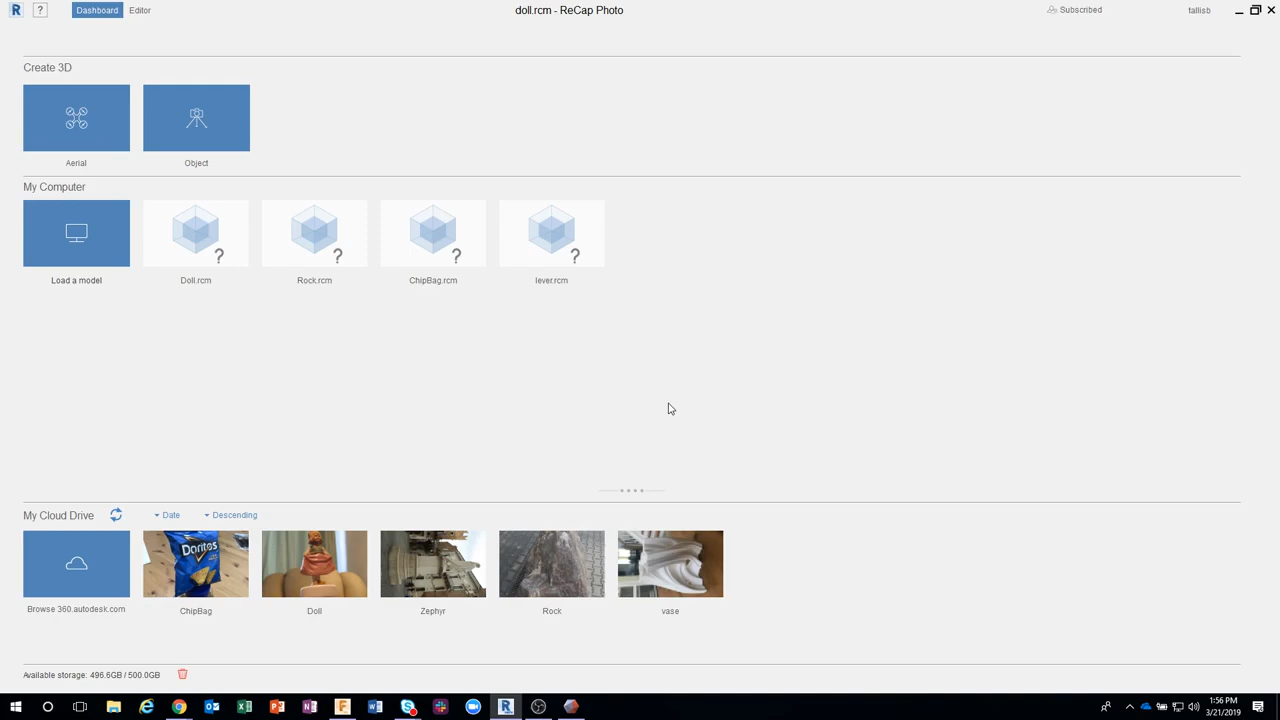 R ? Dashboard Editor doll.rcm - ReCap Photo Subscribed tallisb
Create 3D
Aerial Object
My Computer
? ? ? ?
Load a model Doll.rcm Rock.rcm ChipBag.rcm lever.rcm
My Cloud Drive Date Descending
Doritos
Browse 360.autodesk.com ChipBag Doll Zephyr Rock vase
Available storage: 496.6GB / 500.0GB
1:56 PM
3/21/2019